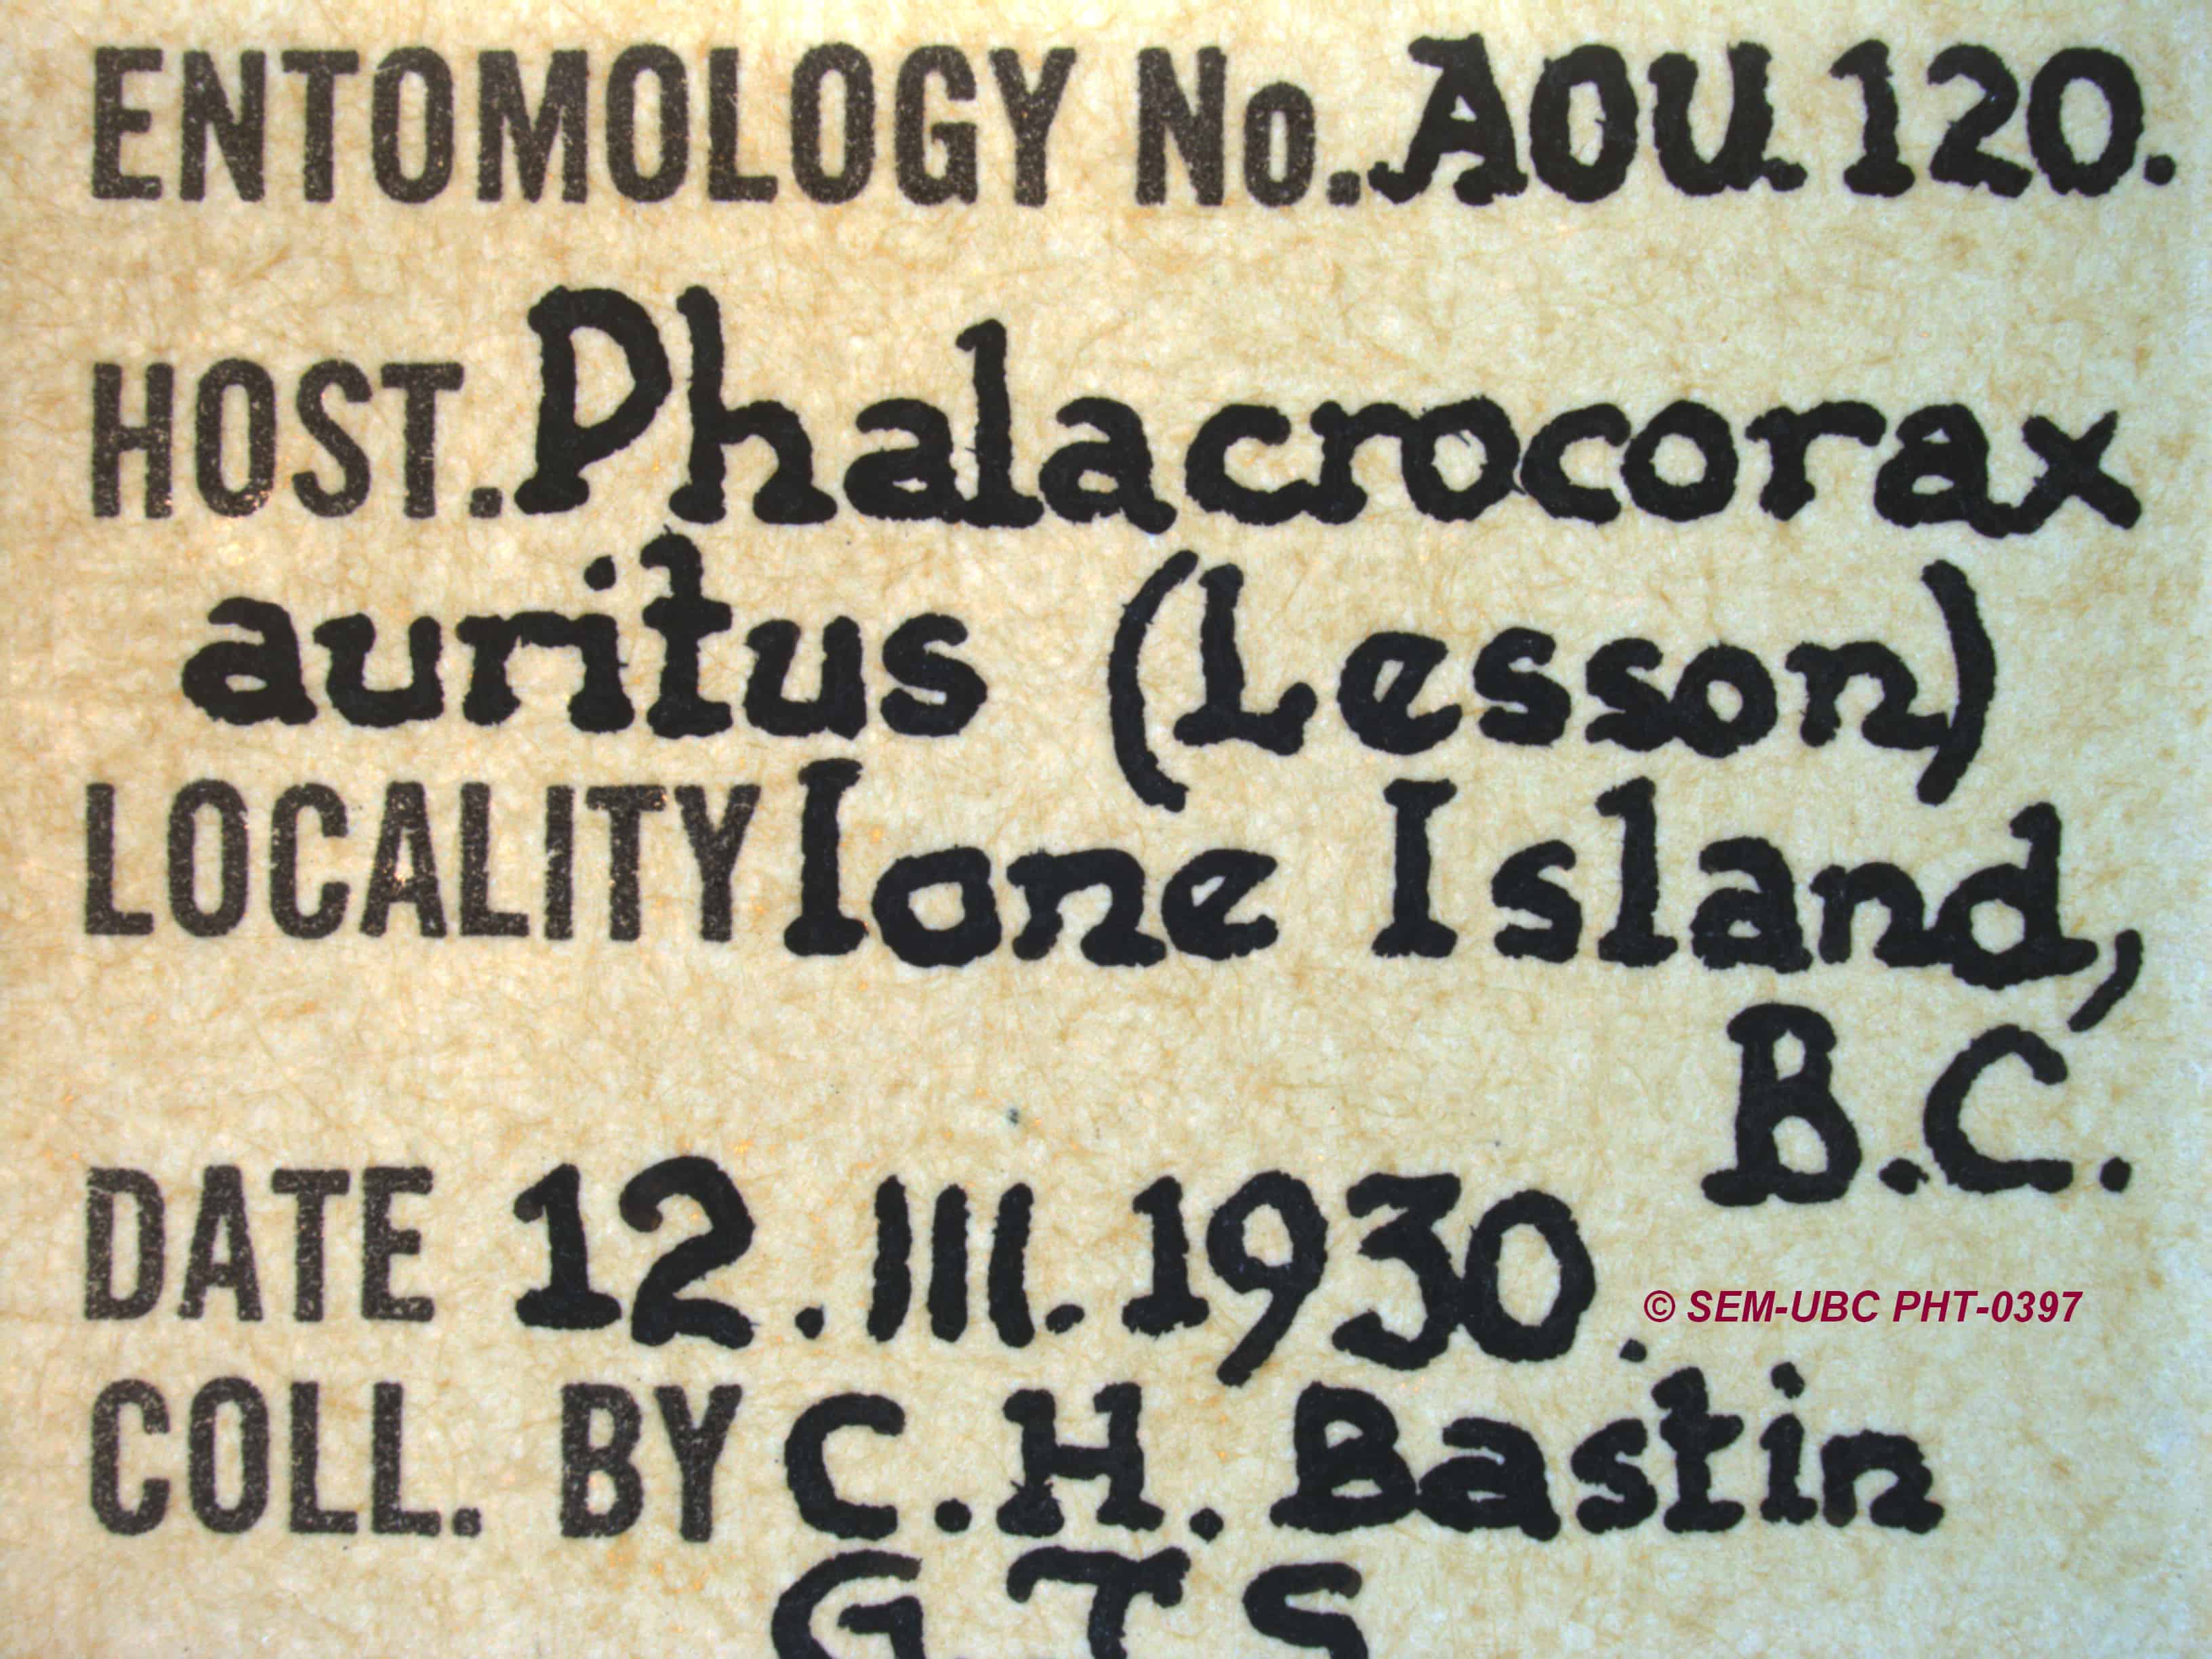 ENTOMOLOGY No. AOU. 120.
HOST. Phalacrocorax
auritus (Lesson)
LOCALITY Ione Island,
B.C.
DATE 12. III. 1930.
© SEM-UBC PHT-0397
COLL. BY C. H. Bastin
G T S